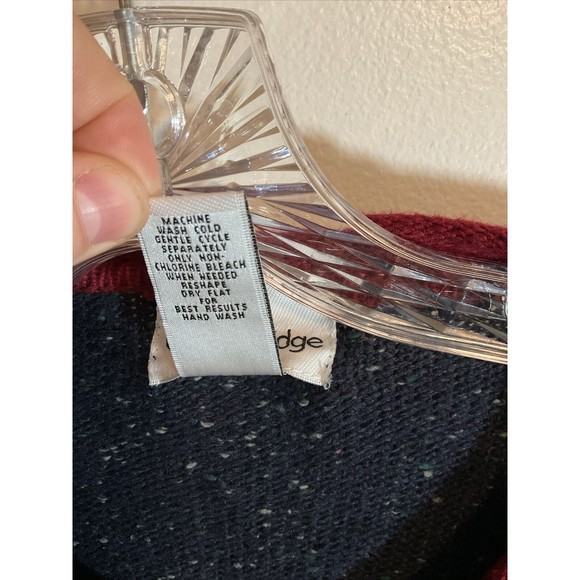 MACHINE
WASH COLD
GENTLE CYCLE
SEPARATELY
ONLY NON-
CHLORINE BLEACH
WHEN NEEDED
RESHAPE
DRY FLAT
FOR
BEST RESULTS
HAND WASH
dge